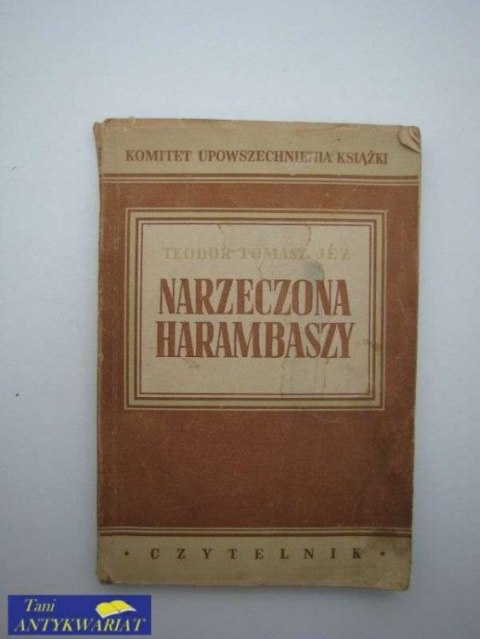 KOMITET UPOWSZECHNIENIA KSIĄŻKI
TEODOR TOMASZ JEŻ
NARZECZONA
HARAMBASZY
• CZYTELNIK •
Tani
ANTYKWARIAT